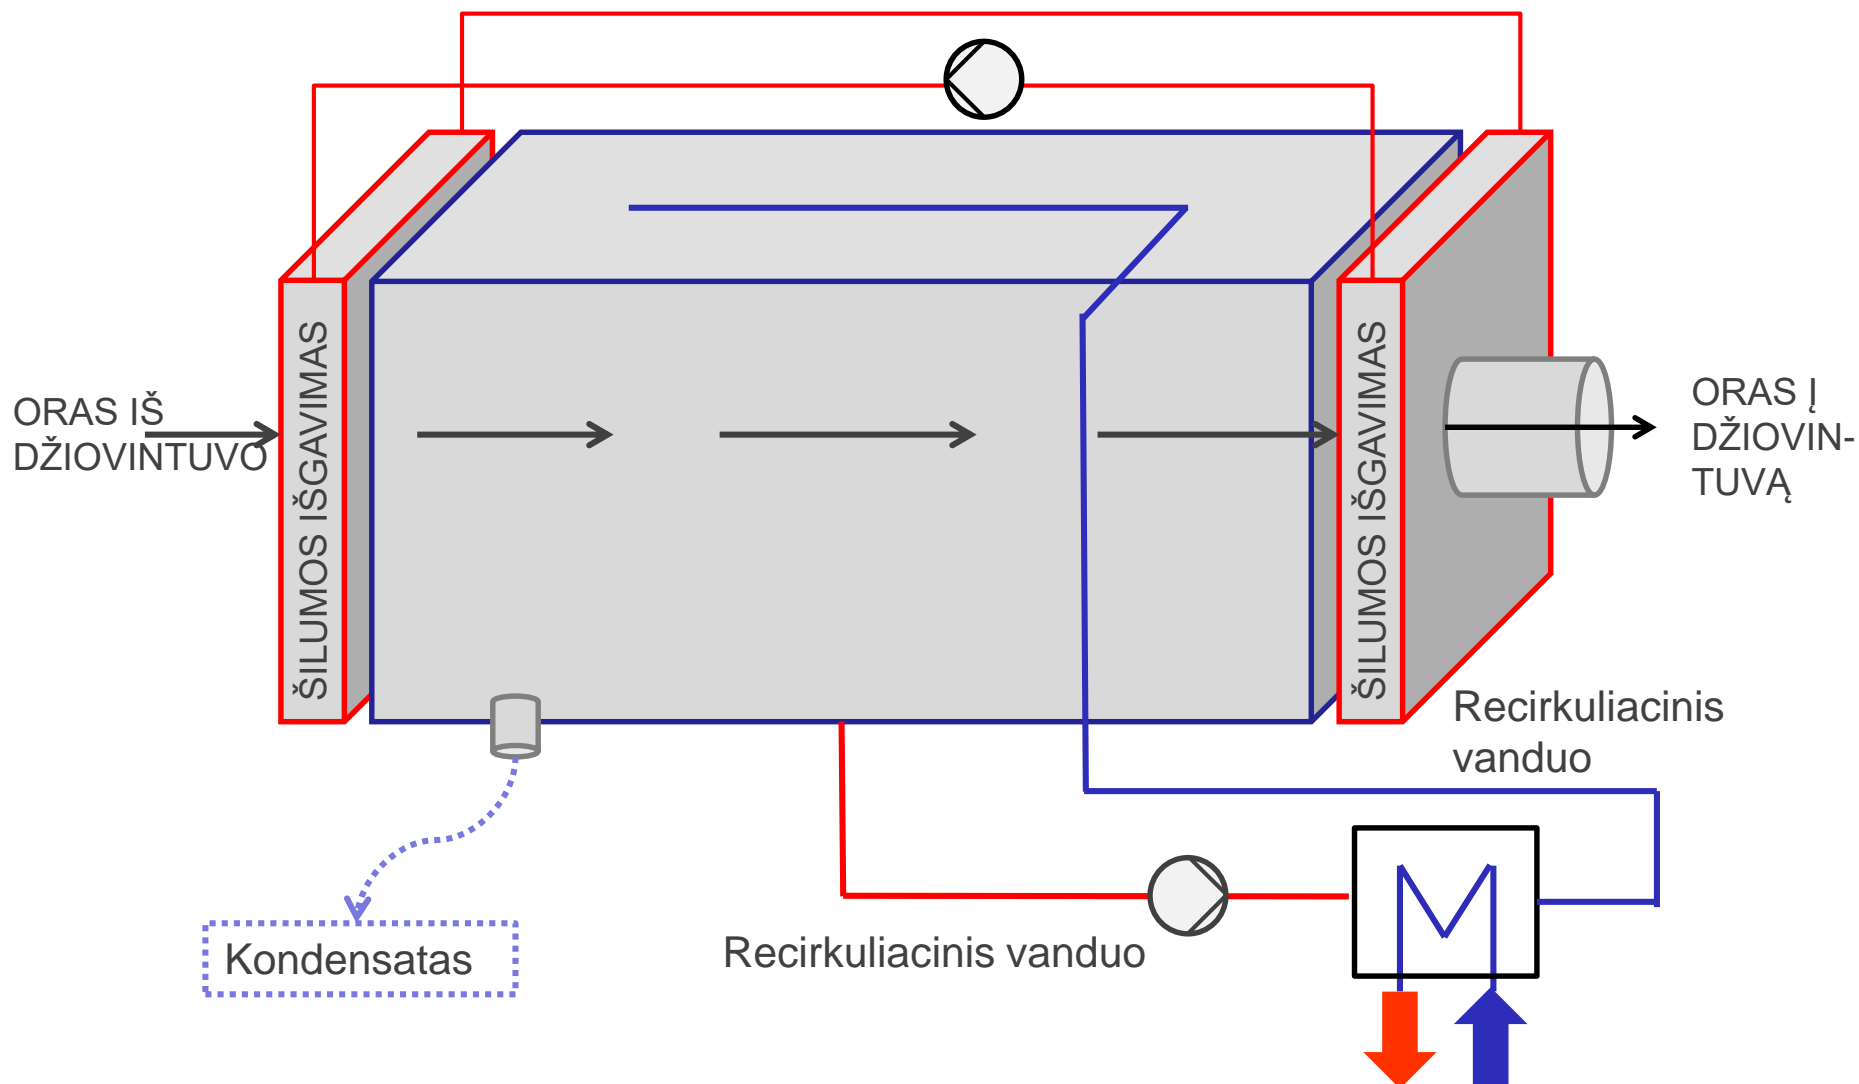 ORAS IŠ
DŽIOVINTUVO
ŠILUMOS IŠGAVIMAS
ŠILUMOS IŠGAVIMAS
ORAS Į
DŽIOVIN-
TUVĄ
Recirkuliacinis
vanduo
Recirkuliacinis vanduo
Kondensatas